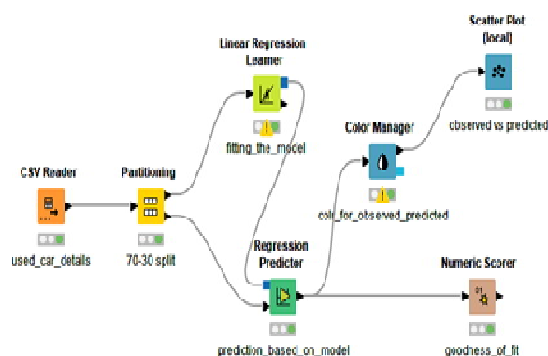 Scatter Plot
(local)
observed vs predicted
Linear Regression
Learner
fitting_the_model
Color Manager
colr_for_observed_predicted
CSV Reader
used_car_details
Partitioning
70-30 split
Regression
Predictor
prediction_based_on_model
Numeric Scorer
goodness_of_fit